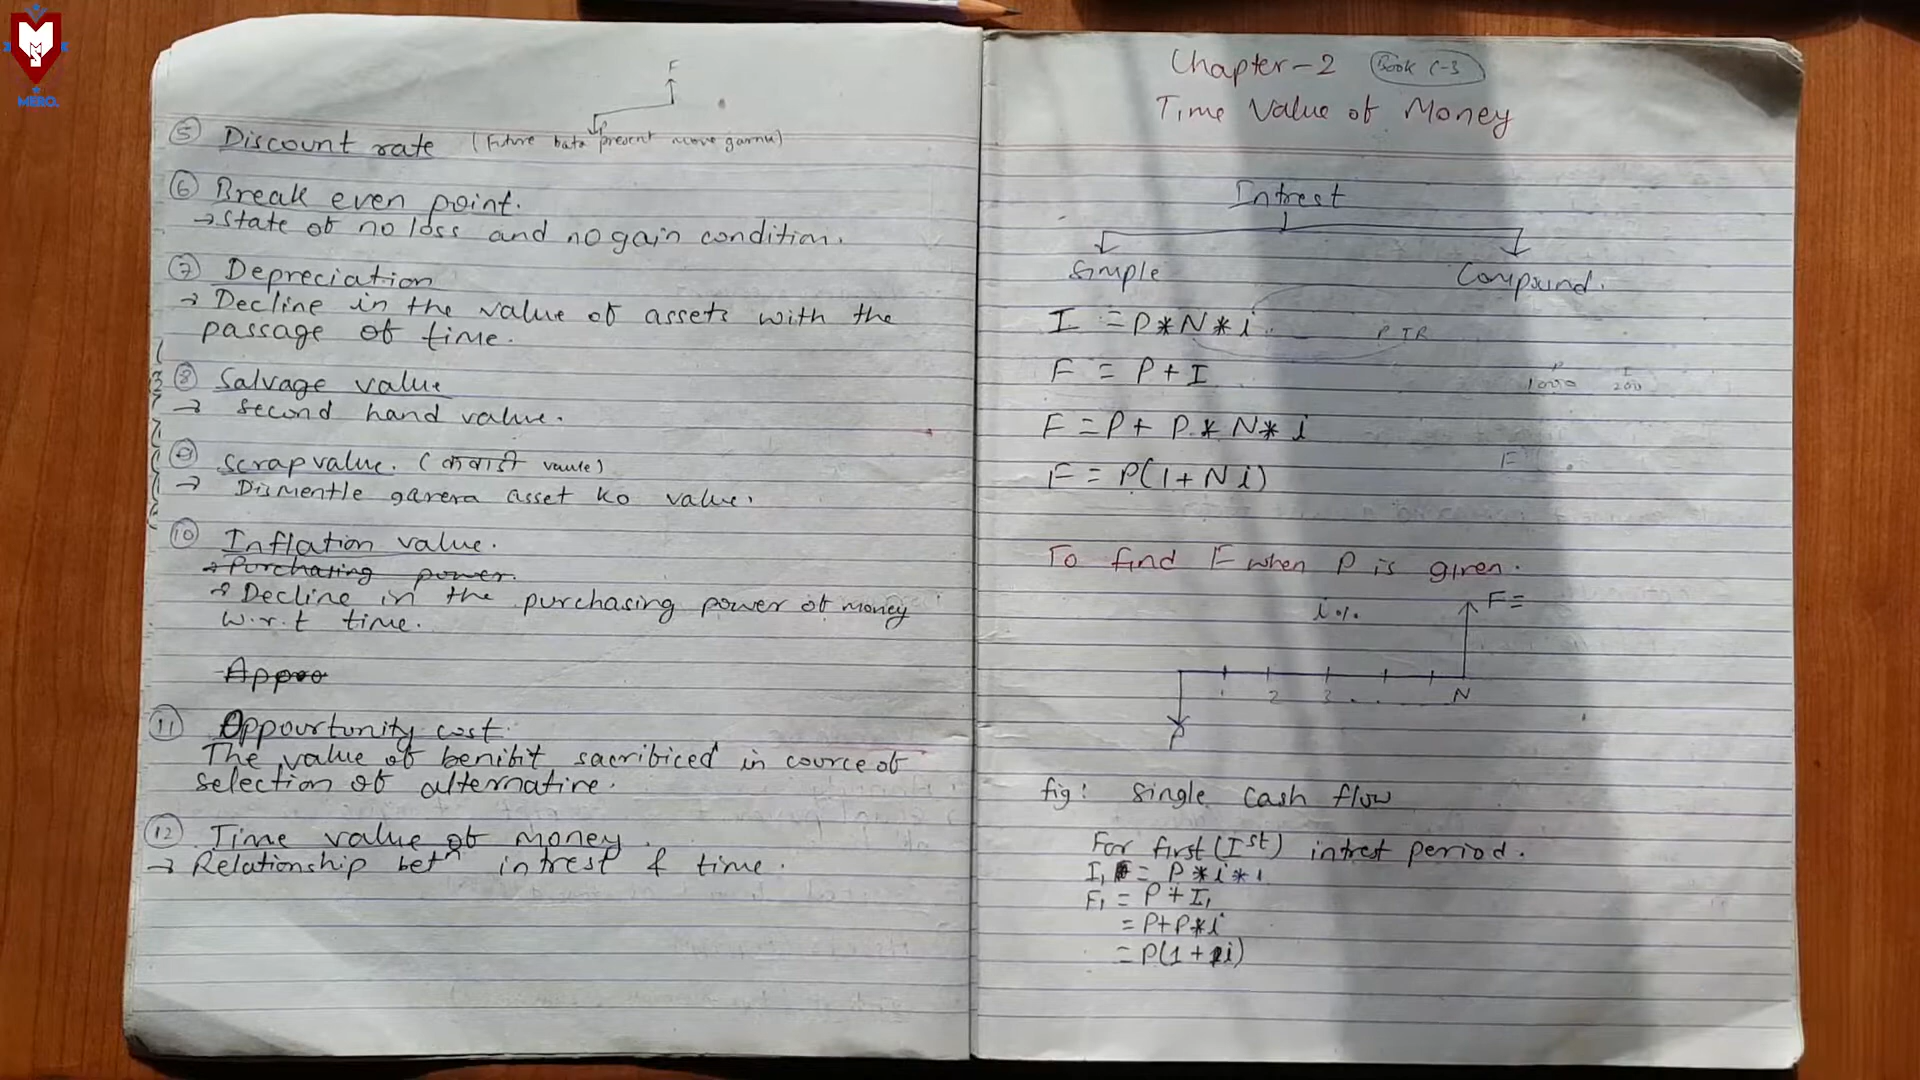 MERO.
F
⑤ Discount rate (Future bata present move garnu)
⑥ Break even point.
→ State of no loss and no gain condition.
⑦ Depreciation
→ Decline in the value of assets with the
passage of time.
⑧ Salvage value
→ Second hand value.
⑨ Scrap value. (कवाडी vaule)
→ Dismentle garera asset ko value.
⑩ Inflation value.
→ Purchasing power.
→ Decline in the purchasing power of money
w.r.t time.
Appro
⑪ Oppourtunity cost.
The value of benifit sacrificed in cource of
selection of alternative.
⑫ Time value of money.
→ Relationship betn intrest & time.
Chapter-2 Book C-3
Time Value of Money
Intrest
Simple Compound.
I = P*N*i P T R
F = P + I P I
1000 200
F = P + P * N * i
F = P(1 + N i) F
To find F when P is given.
i% F=
1 2 3 . . . . N
P
fig: Single Cash flow
For first (Ist) intrest period.
I1 = P * i * 1
F1 = P + I1
= P + P*i
= P(1 + i)